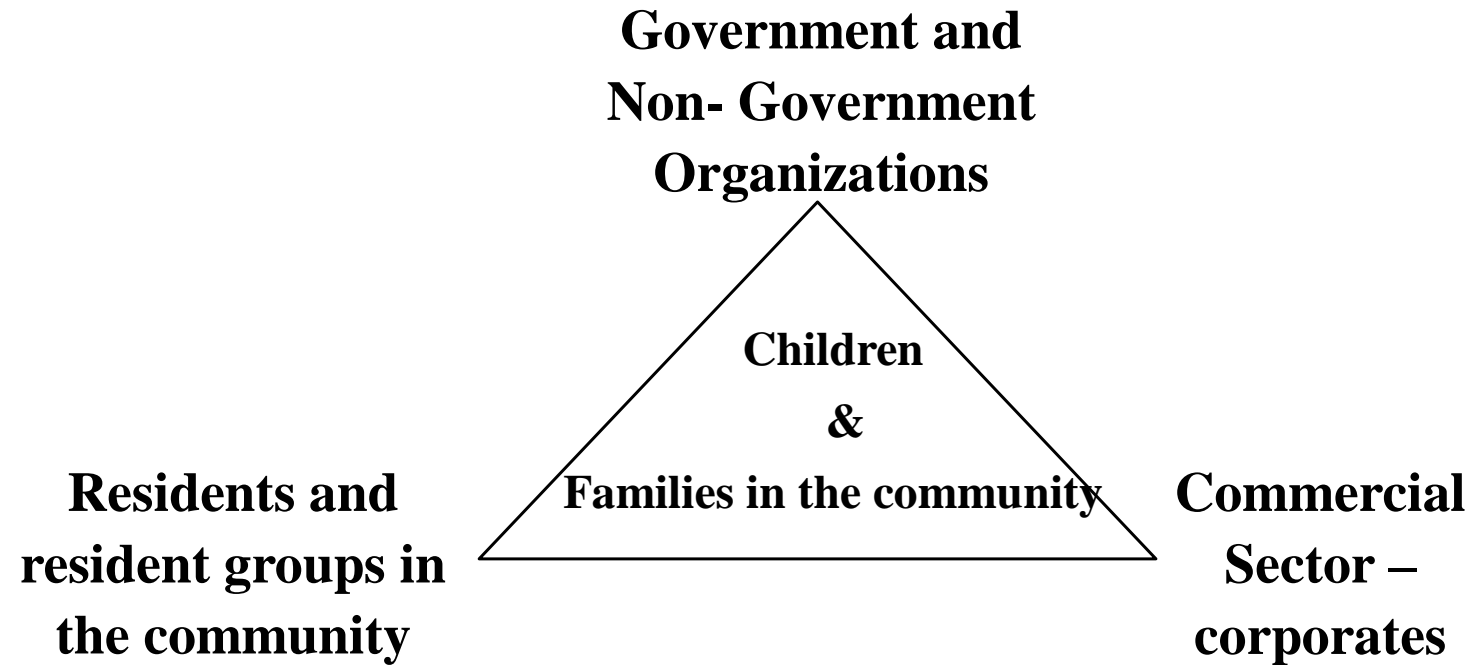 Government and
Non- Government
Organizations
Children
&
Families in the community
Residents and
resident groups in
the community
Commercial
Sector –
corporates